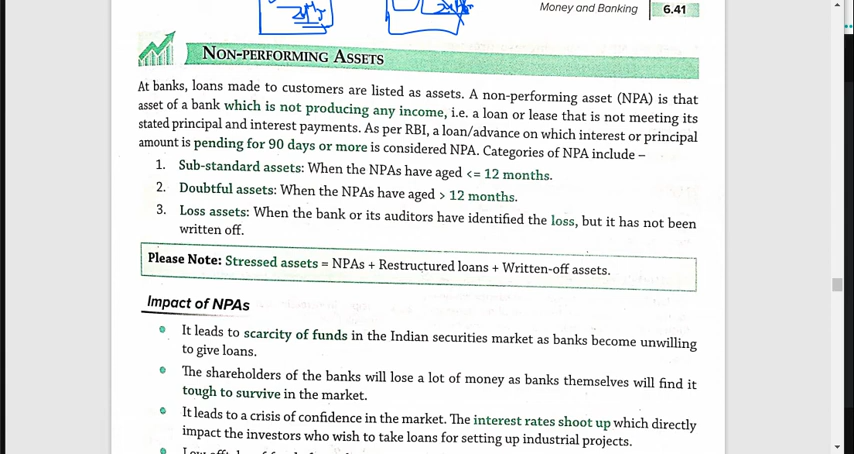 Money and Banking 6.41
NON-PERFORMING ASSETS
At banks, loans made to customers are listed as assets. A non-performing asset (NPA) is that
asset of a bank which is not producing any income, i.e. a loan or lease that is not meeting its
stated principal and interest payments. As per RBI, a loan/advance on which interest or principal
amount is pending for 90 days or more is considered NPA. Categories of NPA include –
1. Sub-standard assets: When the NPAs have aged <= 12 months.
2. Doubtful assets: When the NPAs have aged > 12 months.
3. Loss assets: When the bank or its auditors have identified the loss, but it has not been
written off.
Please Note: Stressed assets = NPAs + Restructured loans + Written-off assets.
Impact of NPAs
It leads to scarcity of funds in the Indian securities market as banks become unwilling
to give loans.
The shareholders of the banks will lose a lot of money as banks themselves will find it
tough to survive in the market.
It leads to a crisis of confidence in the market. The interest rates shoot up which directly
impact the investors who wish to take loans for setting up industrial projects.